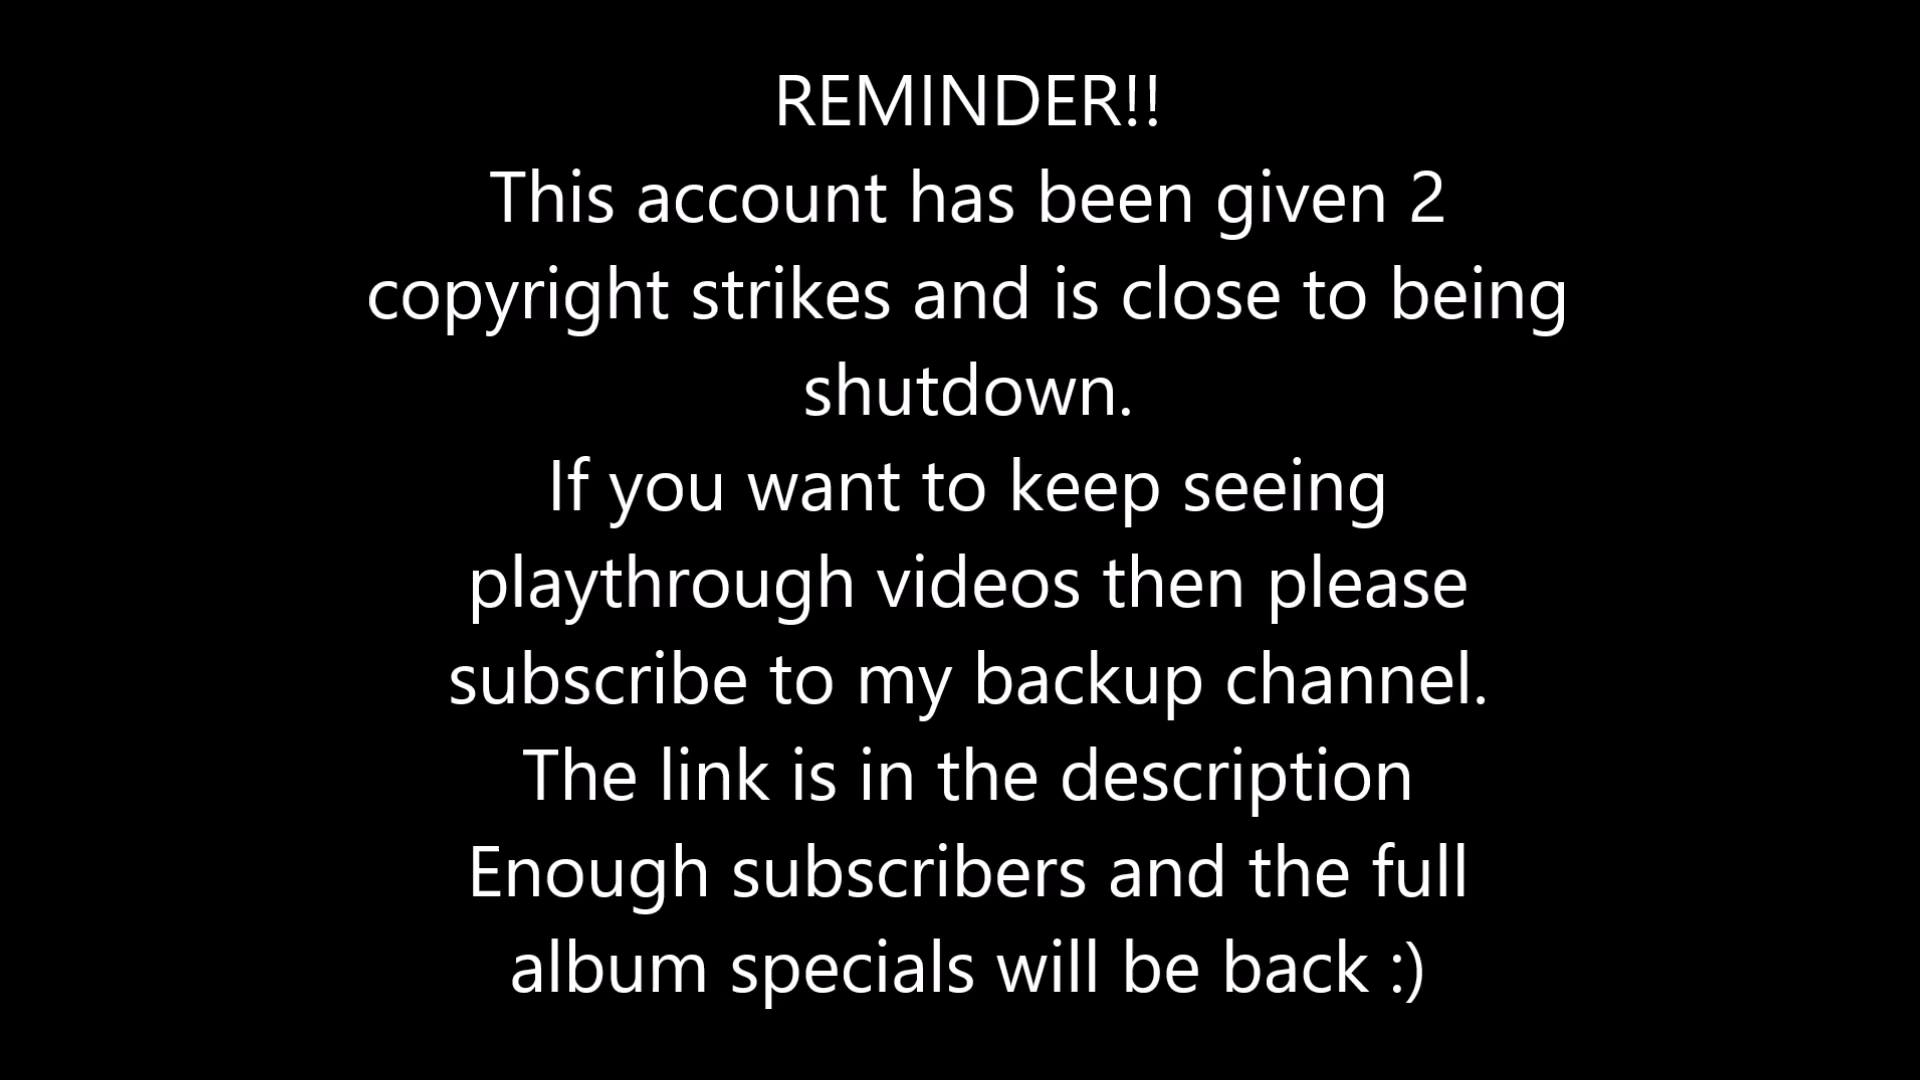 REMINDER!!
This account has been given 2
copyright strikes and is close to being
shutdown.
If you want to keep seeing
playthrough videos then please
subscribe to my backup channel.
The link is in the description
Enough subscribers and the full
album specials will be back :)